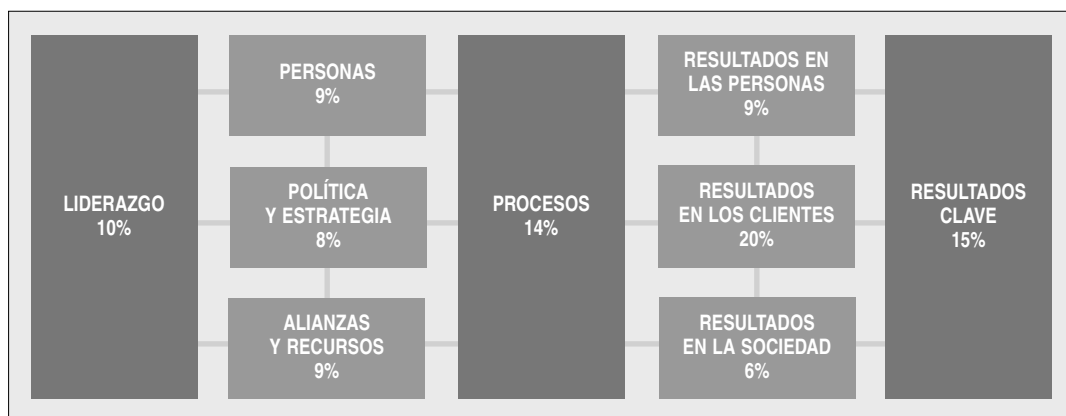 LIDERAZGO
10%
PERSONAS
9%
POLÍTICA
Y ESTRATEGIA
8%
ALIANZAS
Y RECURSOS
9%
PROCESOS
14%
RESULTADOS EN
LAS PERSONAS
9%
RESULTADOS
EN LOS CLIENTES
20%
RESULTADOS
EN LA SOCIEDAD
6%
RESULTADOS
CLAVE
15%